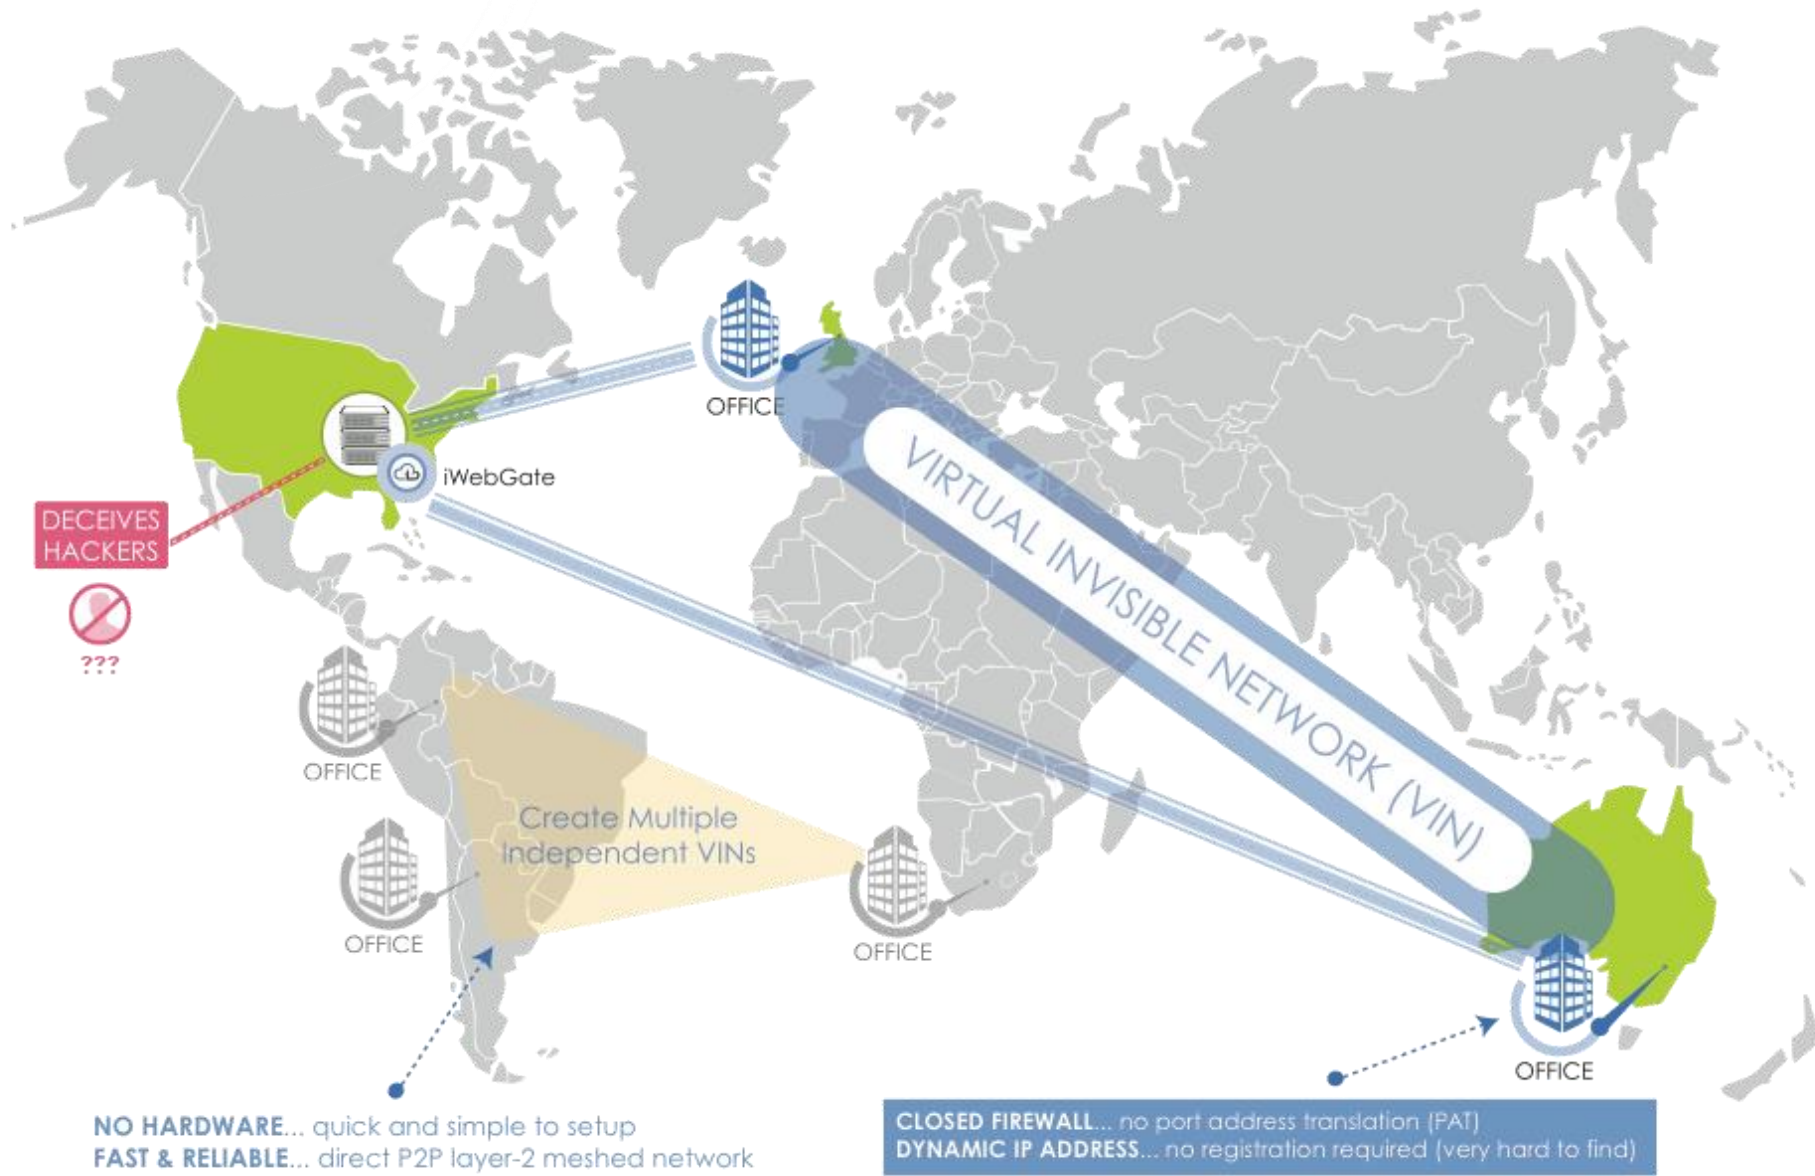 OFFICE
iWebGate
DECEIVES
HACKERS
???
VIRTUAL INVISIBLE NETWORK (VIN)
OFFICE
Create Multiple
Independent VINs
OFFICE
OFFICE
OFFICE
NO HARDWARE... quick and simple to setup
FAST & RELIABLE... direct P2P layer-2 meshed network
CLOSED FIREWALL... no port address translation (PAT)
DYNAMIC IP ADDRESS... no registration required (very hard to find)